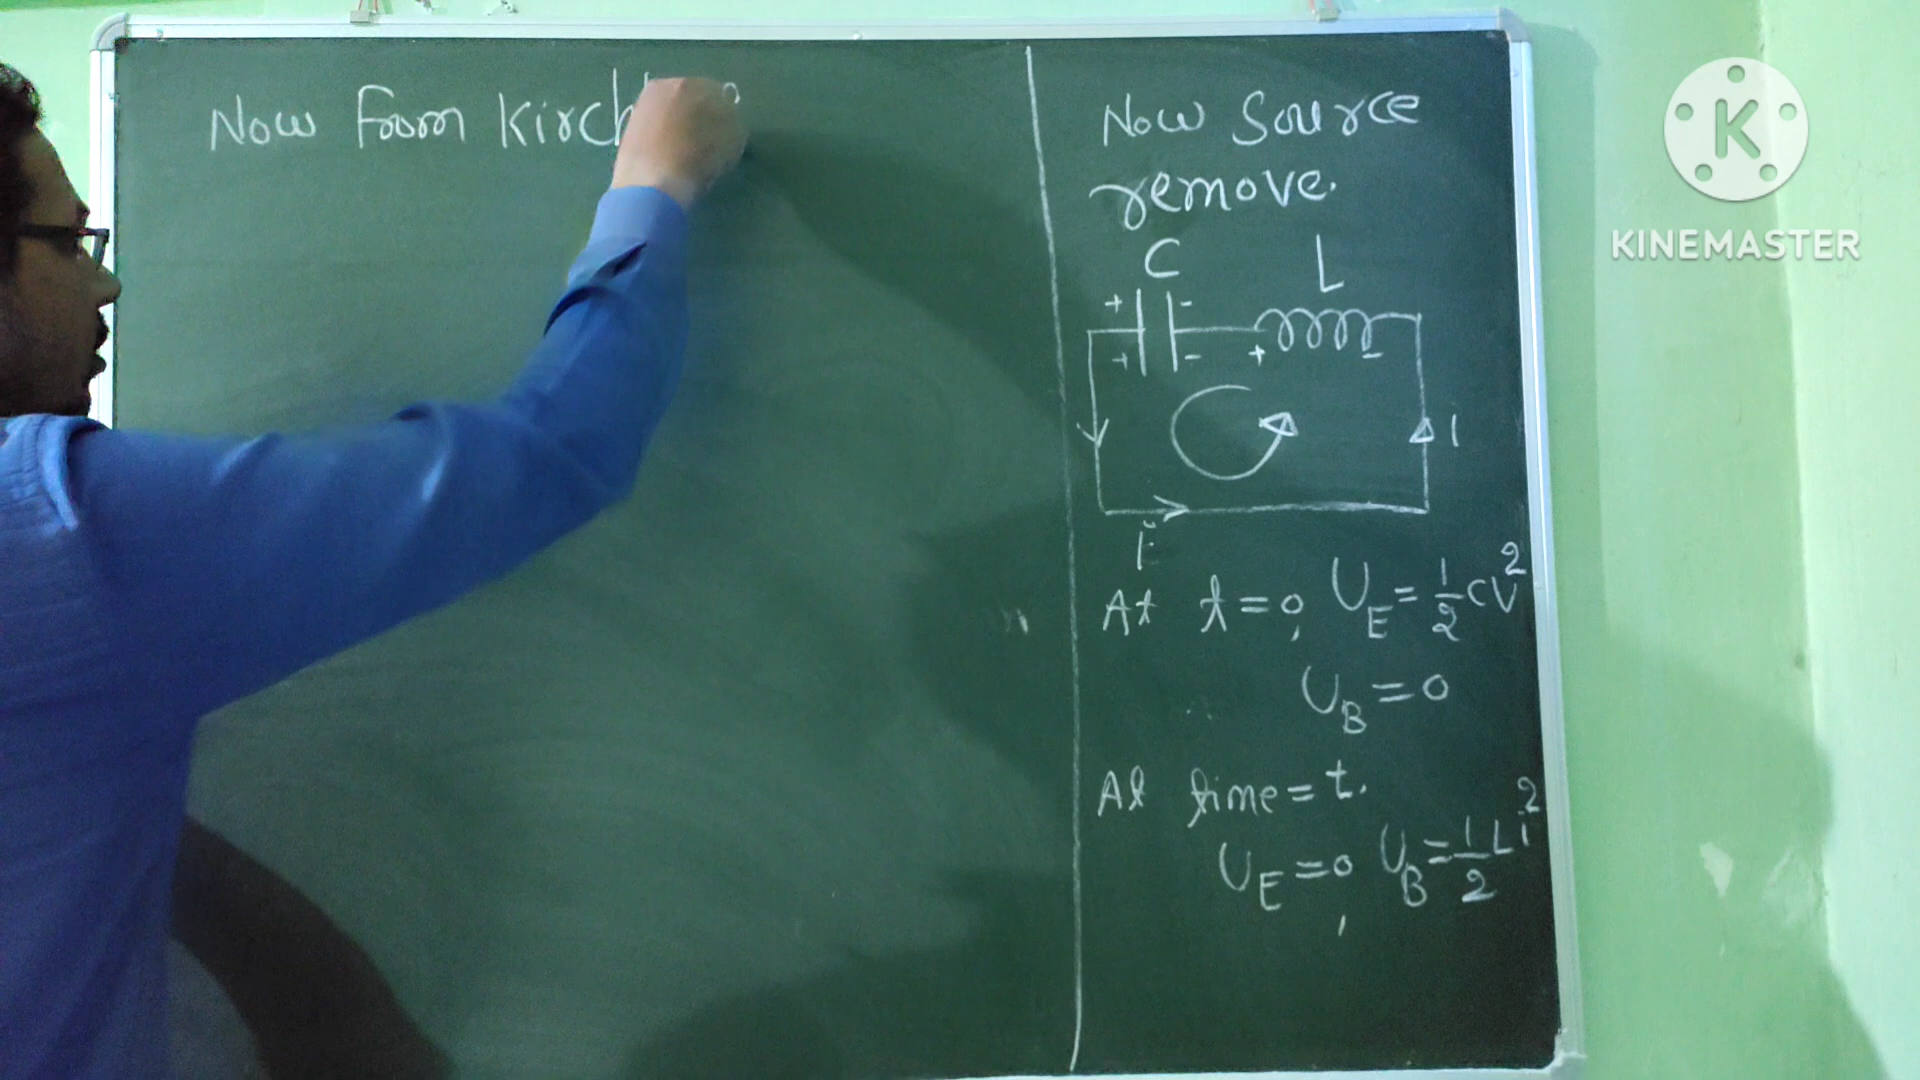 Now From Kirch
Now Source
remove.
C L
+ -
+ - + -
I
E
At t=0, U_E = 1/2 CV²
U_B = 0
At time = t.
U_E = 0, U_B = 1/2 Li²
K
KINEMASTER